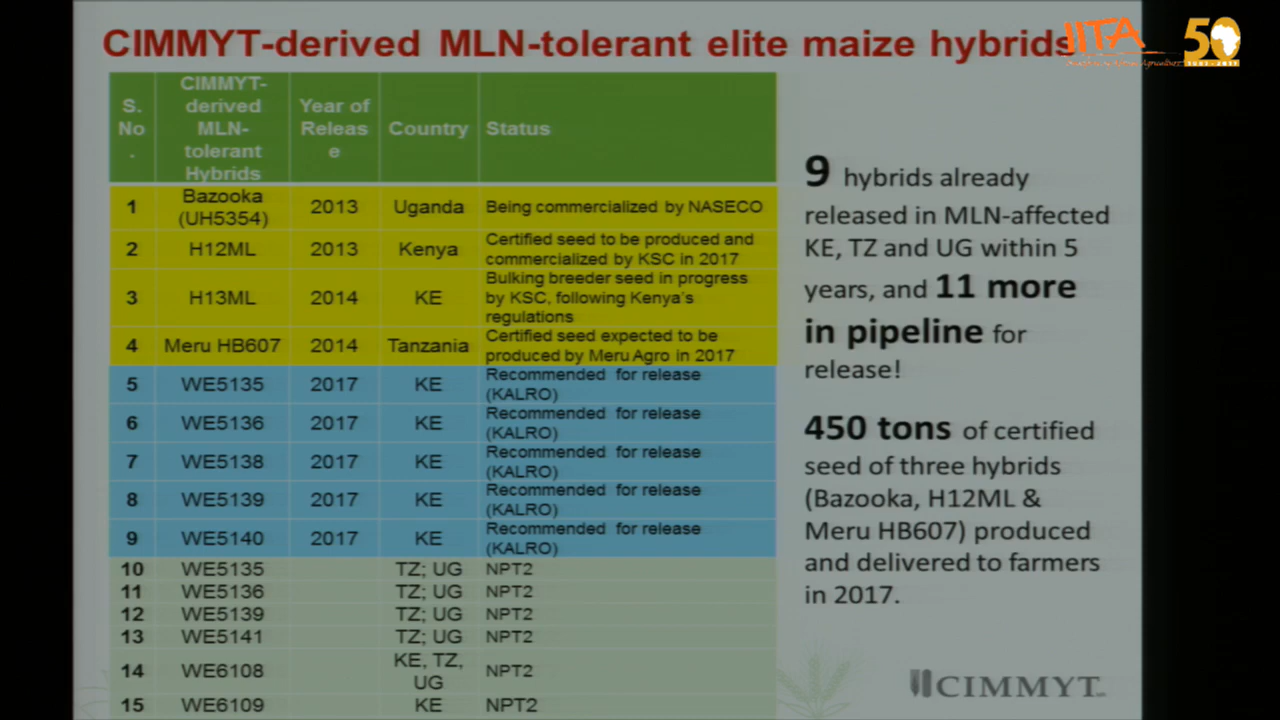 CIMMYT-derived MLN-tolerant elite maize hybrids
IITA
50
S.
No
.
CIMMYT-
derived
MLN-
tolerant
Hybrids
Year of
Releas
e
Country
Status
1
Bazooka
(UH5354)
2013
Uganda
Being commercialized by NASECO
2
H12ML
2013
Kenya
Certified seed to be produced and
commercialized by KSC in 2017
3
H13ML
2014
KE
Bulking breeder seed in progress
by KSC, following Kenya's
regulations
4
Meru HB607
2014
Tanzania
Certified seed expected to be
produced by Meru Agro in 2017
5
WE5135
2017
KE
Recommended for release
(KALRO)
6
WE5136
2017
KE
Recommended for release
(KALRO)
7
WE5138
2017
KE
Recommended for release
(KALRO)
8
WE5139
2017
KE
Recommended for release
(KALRO)
9
WE5140
2017
KE
Recommended for release
(KALRO)
10
WE5135
TZ; UG
NPT2
11
WE5136
TZ; UG
NPT2
12
WE5139
TZ; UG
NPT2
13
WE5141
TZ; UG
NPT2
14
WE6108
KE, TZ,
UG
NPT2
15
WE6109
KE
NPT2
9 hybrids already
released in MLN-affected
KE, TZ and UG within 5
years, and 11 more
in pipeline for
release!
450 tons of certified
seed of three hybrids
(Bazooka, H12ML &
Meru HB607) produced
and delivered to farmers
in 2017.
CIMMYT